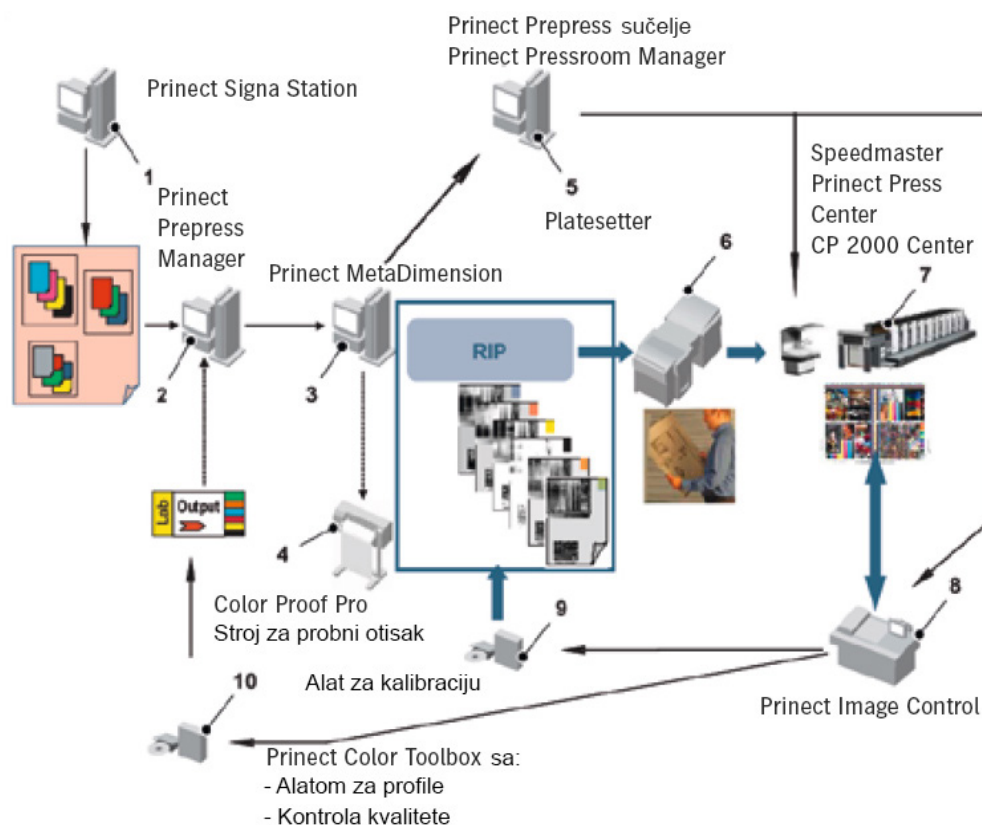 Prinect Prepress sučelje
Prinect Pressroom Manager
Prinect Signa Station
1
5
Speedmaster
Prinect Press
Center
CP 2000 Center
Prinect
Prepress
Manager
Platesetter
6
7
Prinect MetaDimension
RIP
2
3
Lab
Output
4
Color Proof Pro
Stroj za probni otisak
9
8
Alat za kalibraciju
Prinect Image Control
10
Prinect Color Toolbox sa:
- Alatom za profile
- Kontrola kvalitete